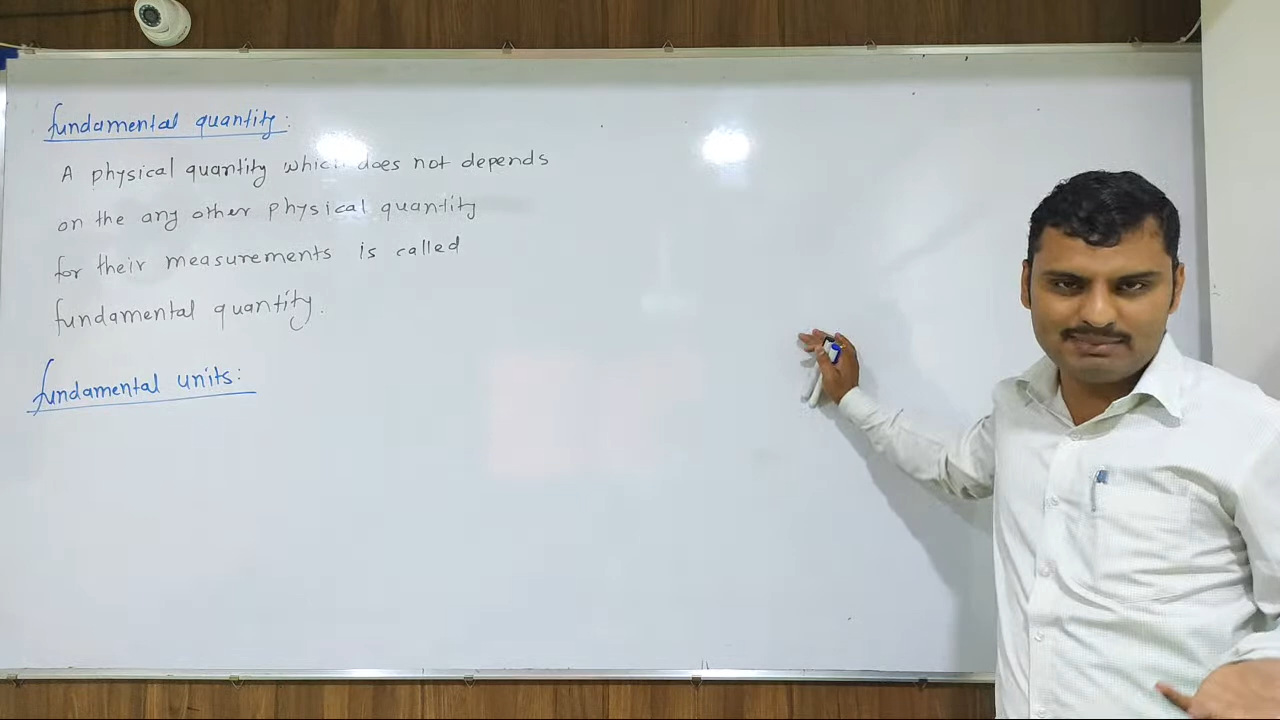 fundamental quantity:
A physical quantity which does not depends
on the any other physical quantity
for their measurements is called
fundamental quantity.
fundamental units: